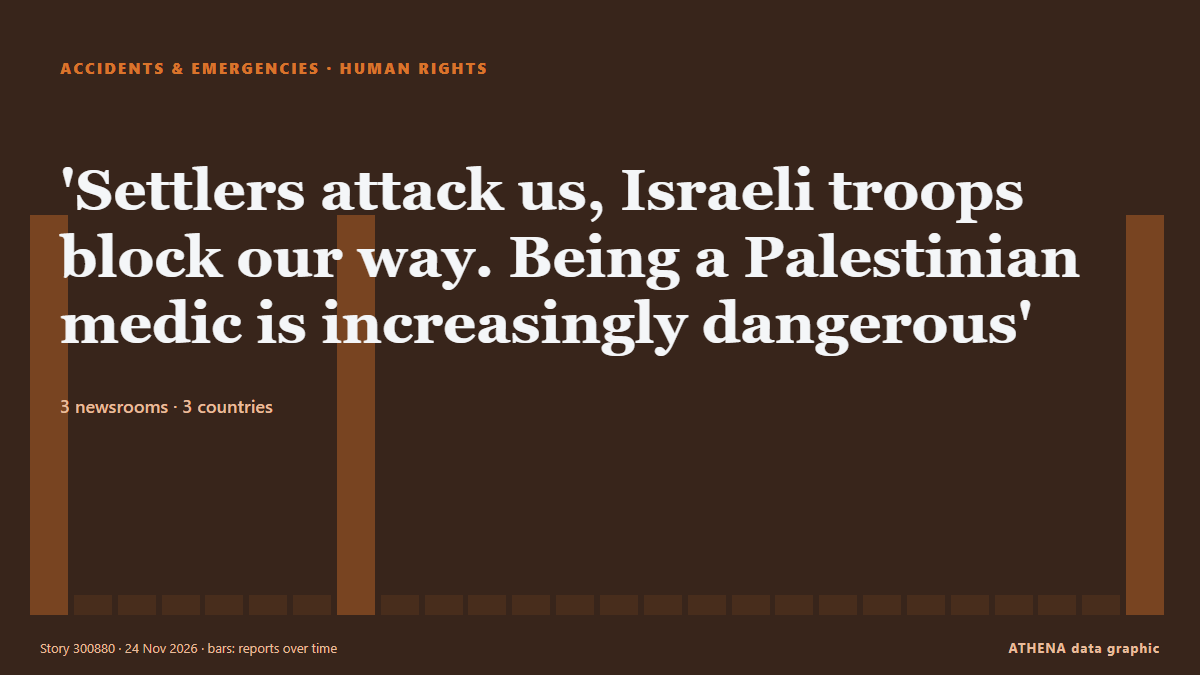 ACCIDENTS & EMERGENCIES · HUMAN RIGHTS
'Settlers attack us, Israeli troops
block our way. Being a Palestinian
medic is increasingly dangerous'
3 newsrooms · 3 countries
Story 300880 · 24 Nov 2026 · bars: reports over time
ATHENA data graphic